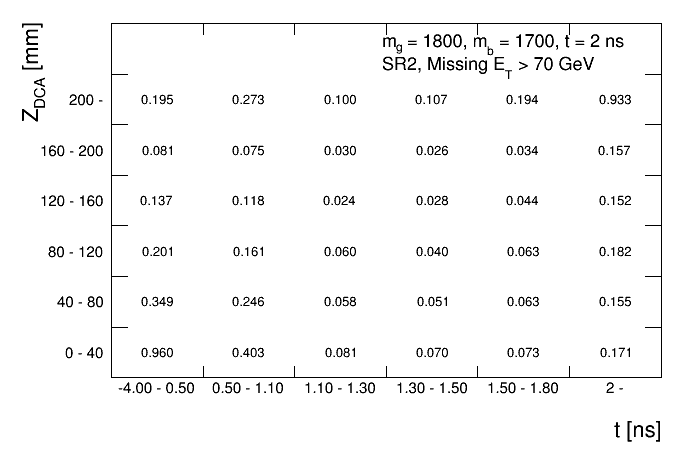 Z_DCA [mm]
m_g = 1800, m_b = 1700, t = 2 ns
SR2, Missing E_T > 70 GeV
200 - 0.195 0.273 0.100 0.107 0.194 0.933
160 - 200 0.081 0.075 0.030 0.026 0.034 0.157
120 - 160 0.137 0.118 0.024 0.028 0.044 0.152
80 - 120 0.201 0.161 0.060 0.040 0.063 0.182
40 - 80 0.349 0.246 0.058 0.051 0.063 0.155
0 - 40 0.960 0.403 0.081 0.070 0.073 0.171
-4.00 - 0.50 0.50 - 1.10 1.10 - 1.30 1.30 - 1.50 1.50 - 1.80 2 -
t [ns]